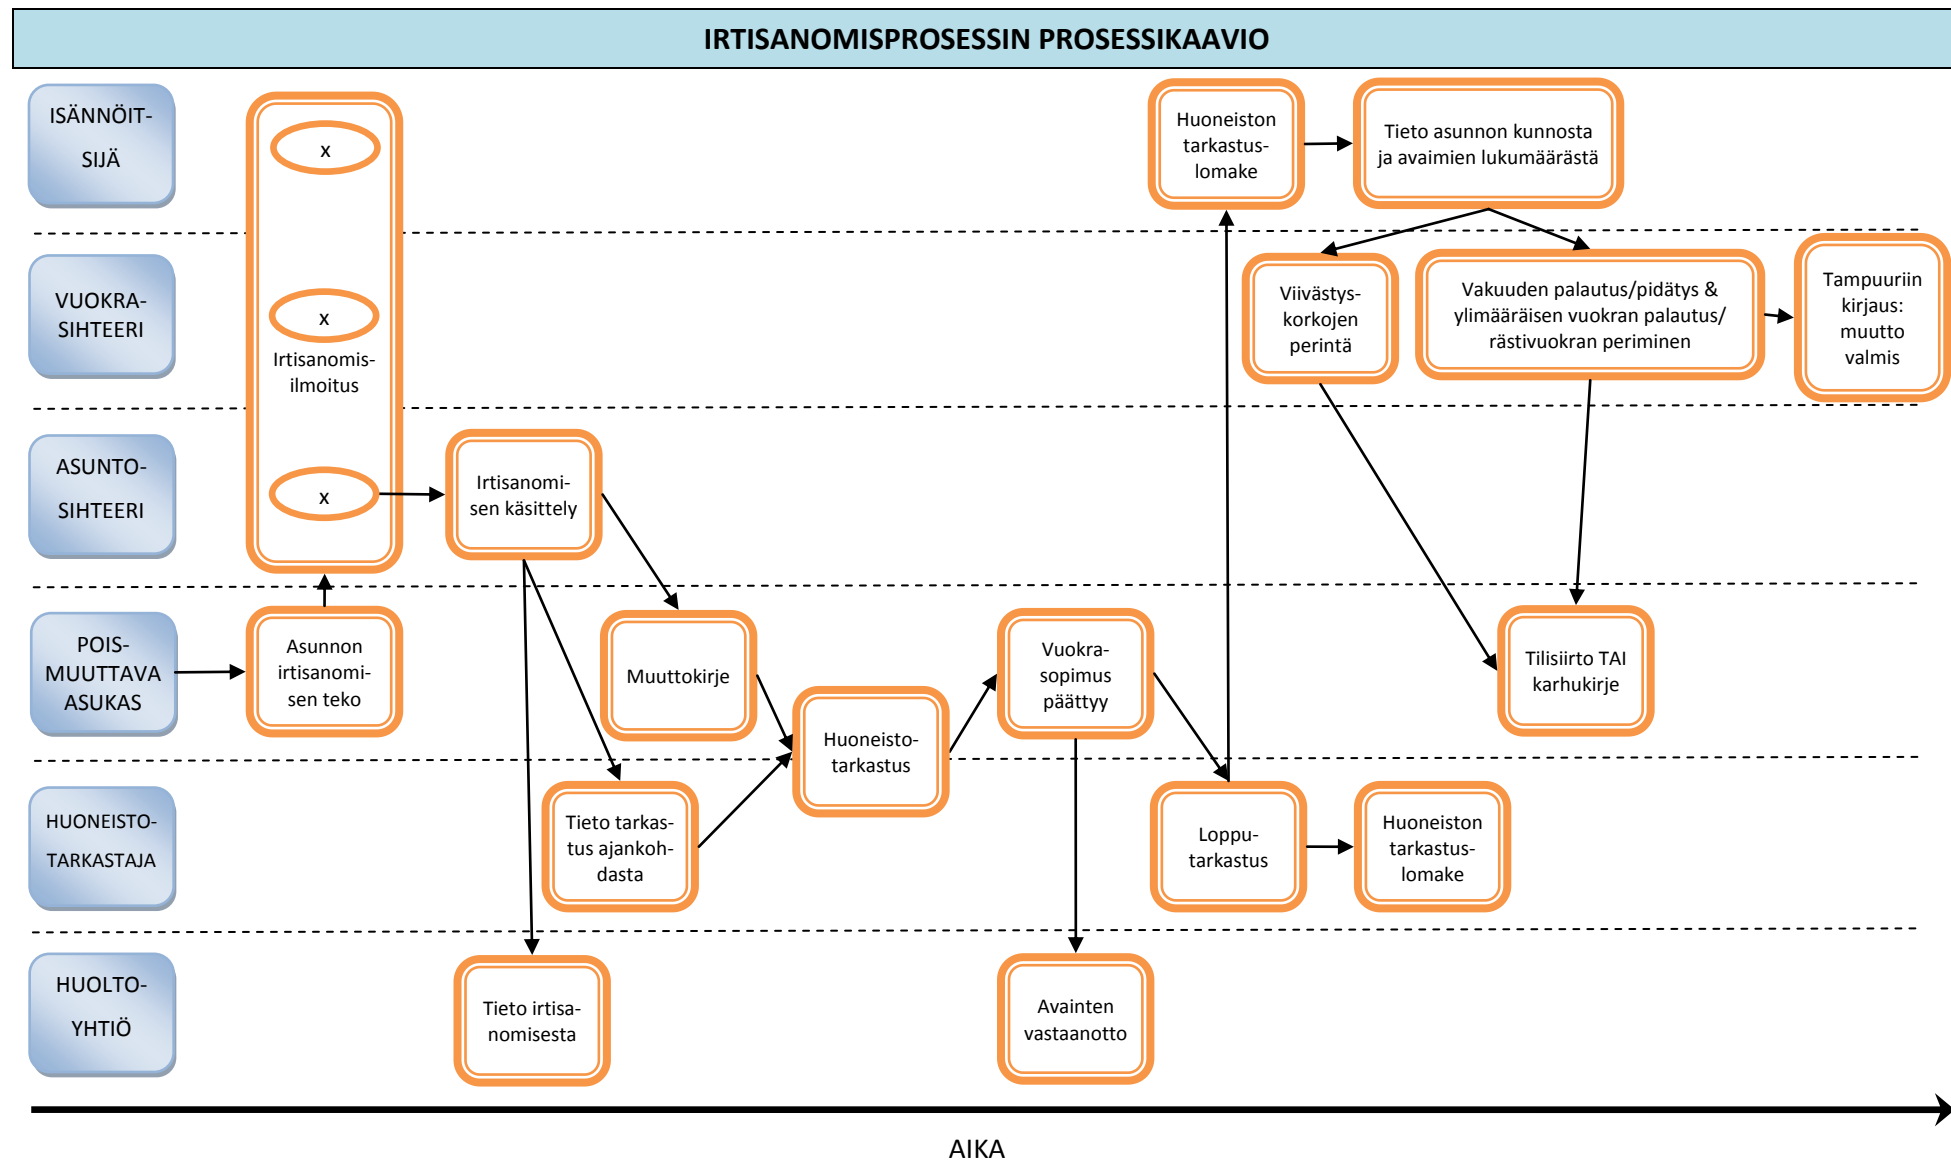 IRTISANOMISPROSESSIN PROSESSIKAAVIO
ISÄNNÖIT-
SIJÄ
x
Huoneiston
tarkastus-
lomake
Tieto asunnon kunnosta
ja avaimien lukumäärästä
VUOKRA-
SIHTEERI
x
Irtisanomis-
ilmoitus
Viivästys-
korkojen
perintä
Vakuuden palautus/pidätys &
ylimääräisen vuokran palautus/
rästivuokran periminen
Tampuuriin
kirjaus:
muutto
valmis
ASUNTO-
SIHTEERI
x
Irtisanomi-
sen käsittely
POIS-
MUUTTAVA
ASUKAS
Asunnon
irtisanomi-
sen teko
Muuttokirje
Huoneisto-
tarkastus
Vuokra-
sopimus
päättyy
Tilisiirto TAI
karhukirje
HUONEISTO-
TARKASTAJA
Tieto tarkas-
tus ajankoh-
dasta
Loppu-
tarkastus
Huoneiston
tarkastus-
lomake
HUOLTO-
YHTIÖ
Tieto irtisa-
nomisesta
Avainten
vastaanotto
AIKA